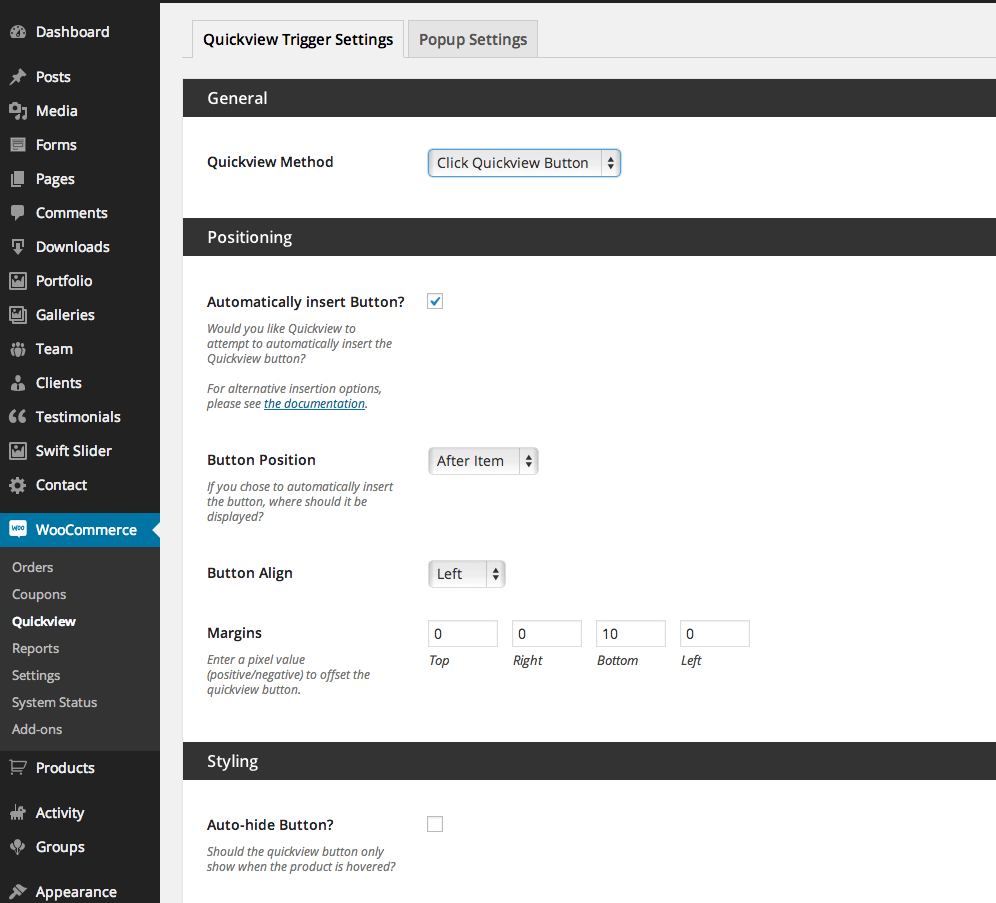 Dashboard
Posts
Media
Forms
Pages
Comments
Downloads
Portfolio
Galleries
Team
Clients
Testimonials
Swift Slider
Contact
woo WooCommerce
Orders
Coupons
Quickview
Reports
Settings
System Status
Add-ons
Products
Activity
Groups
Appearance
Quickview Trigger Settings
Popup Settings
General
Quickview Method
Click Quickview Button
Positioning
Automatically insert Button?
Would you like Quickview to
attempt to automatically insert the
Quickview button?
For alternative insertion options,
please see the documentation.
Button Position
After Item
If you chose to automatically insert
the button, where should it be
displayed?
Button Align
Left
Margins
0 0 10 0
Top Right Bottom Left
Enter a pixel value
(positive/negative) to offset the
quickview button.
Styling
Auto-hide Button?
Should the quickview button only
show when the product is hovered?